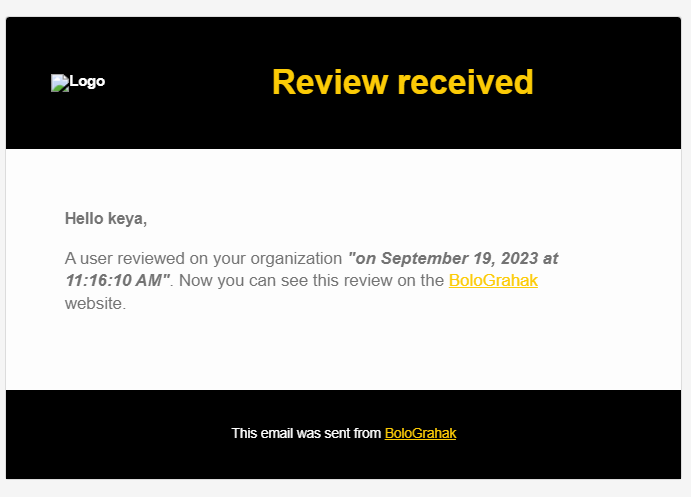 Logo
Review received
Hello keya,
A user reviewed on your organization "on September 19, 2023 at
11:16:10 AM". Now you can see this review on the BoloGrahak
website.
This email was sent from BoloGrahak